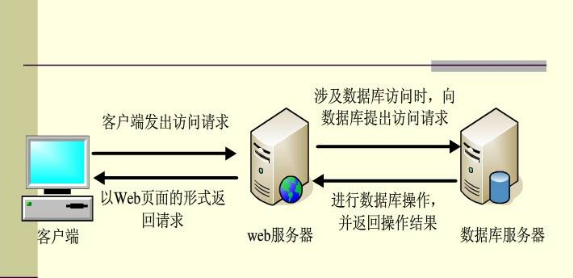 涉及数据库访问时，向
数据库提出访问请求
客户端发出访问请求
以Web页面的形式返
回请求
进行数据库操作，
并返回操作结果
客户端
web服务器
数据库服务器